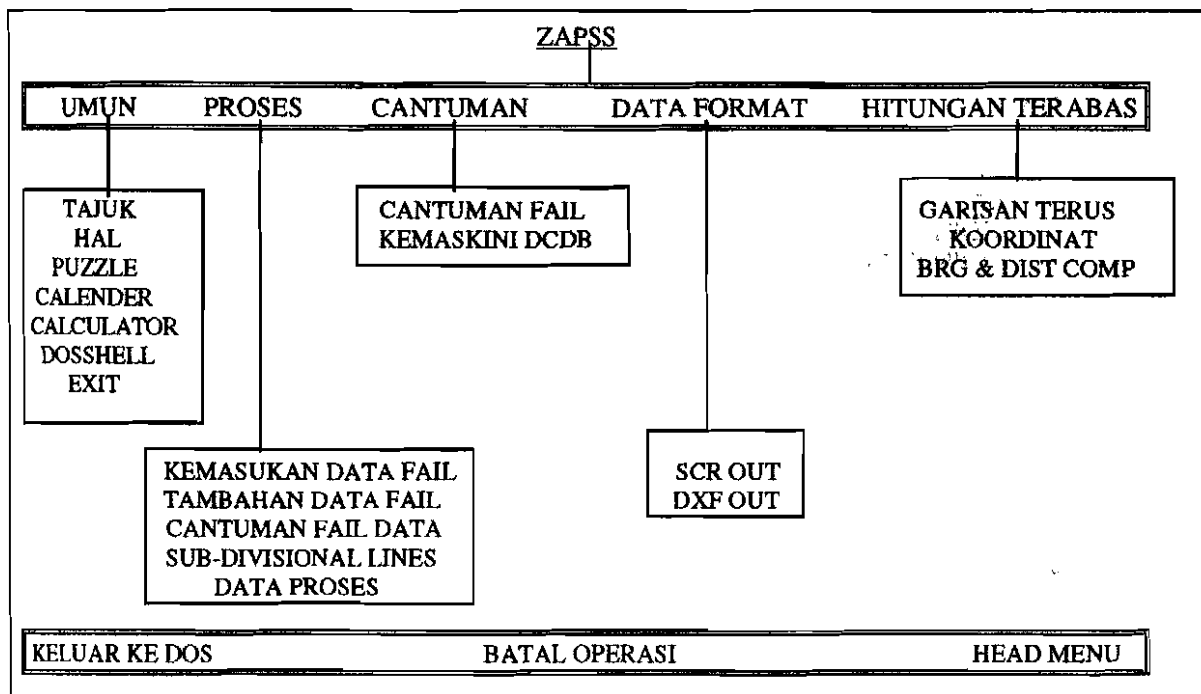 ZAPSS
UMUN PROSES CANTUMAN DATA FORMAT HITUNGAN TERABAS
TAJUK
HAL
PUZZLE
CALENDER
CALCULATOR
DOSSHELL
EXIT
CANTUMAN FAIL
KEMASKINI DCDB
GARISAN TERUS
KOORDINAT
BRG & DIST COMP
KEMASUKAN DATA FAIL
TAMBAHAN DATA FAIL
CANTUMAN FAIL DATA
SUB-DIVISIONAL LINES
DATA PROSES
SCR OUT
DXF OUT
KELUAR KE DOS BATAL OPERASI HEAD MENU